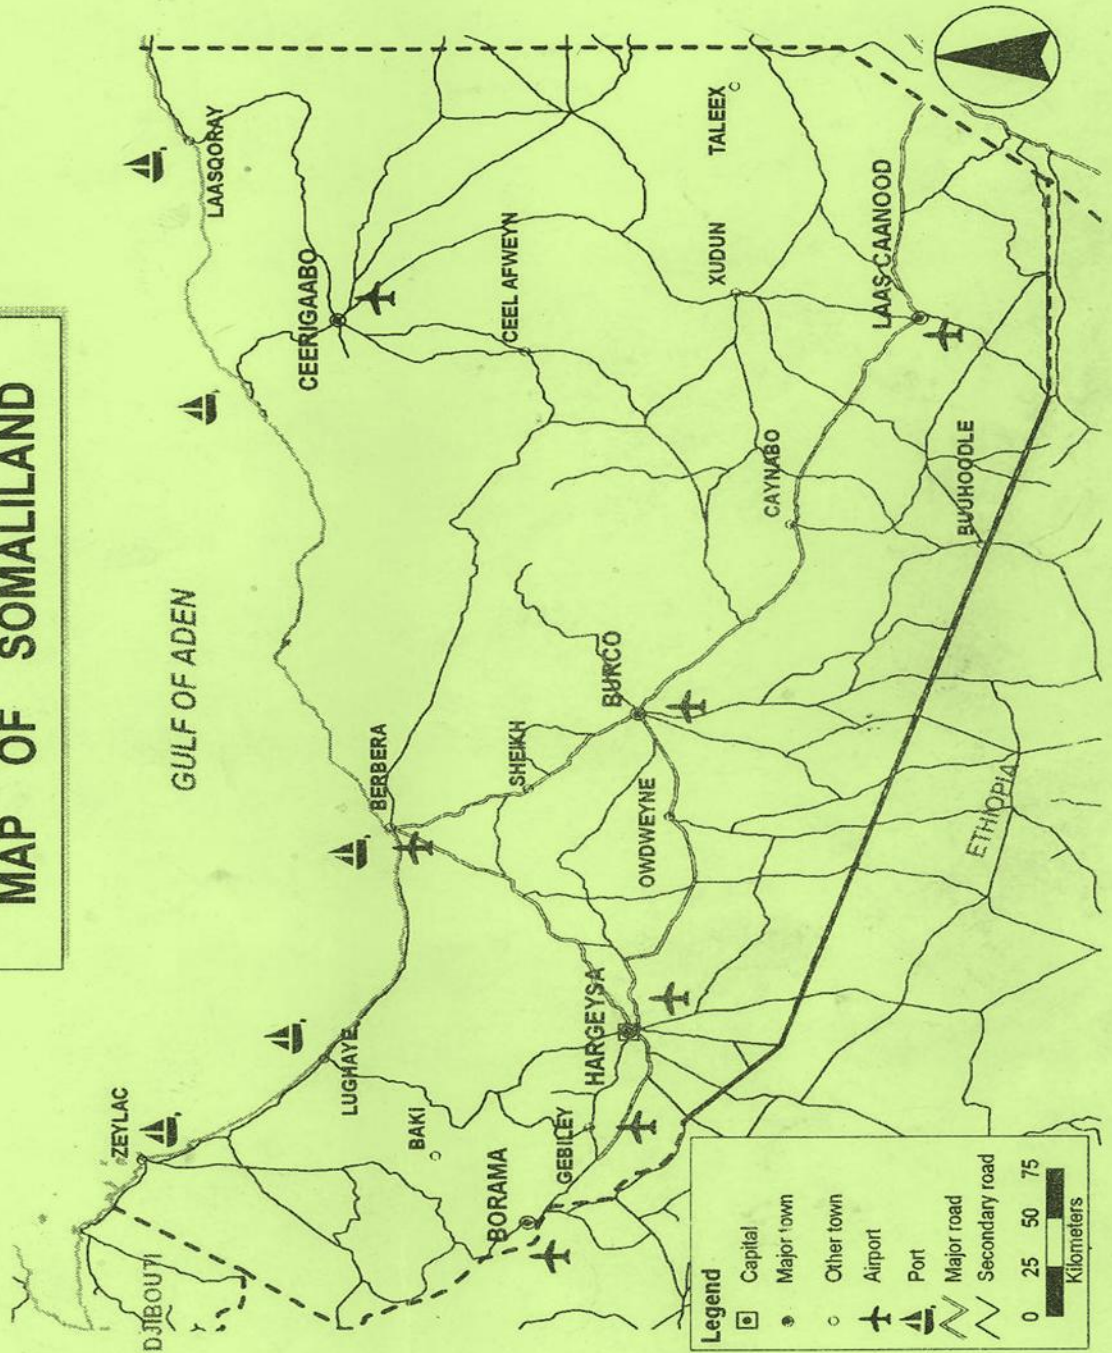 MAP OF SOMALILAND
GULF OF ADEN
DJIBOUTI
ZEYLAC
LUGHAYE
BAKI
BORAMA
GEBILEY
HARGEYSA
BERBERA
SHEIKH
OWDWEYNE
BURCO
CAYNABO
BUUHOODLE
CEERIGAABO
LAASQORAY
CEEL AFWEYN
XUDUN
TALEEX
LAAS CAANOOD
ETHIOPIA
Legend
Capital
Major town
Other town
Airport
Port
Major road
Secondary road
0 25 50 75
Kilometers